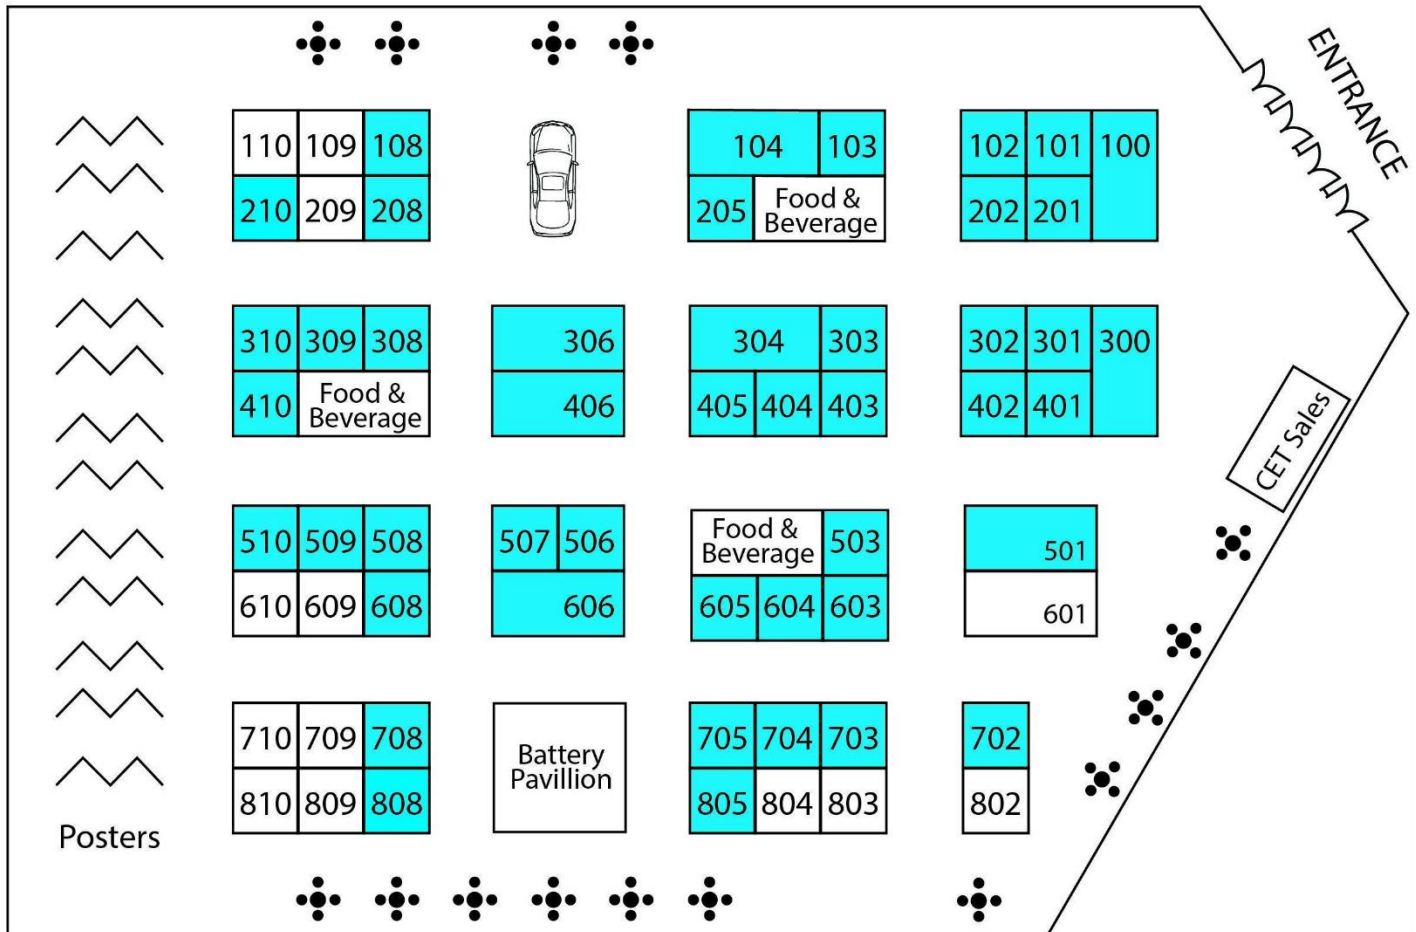 ENTRANCE
110 109 108
104 103
102 101 100
210 209 208
205 Food &
Beverage
202 201
310 309 308
306
304 303
302 301 300
410 Food &
Beverage
406
405 404 403
402 401
CET Sales
510 509 508
507 506
Food &
Beverage 503
501
610 609 608
606
605 604 603
601
710 709 708
Battery
Pavillion
705 704 703
702
810 809 808
805 804 803
802
Posters